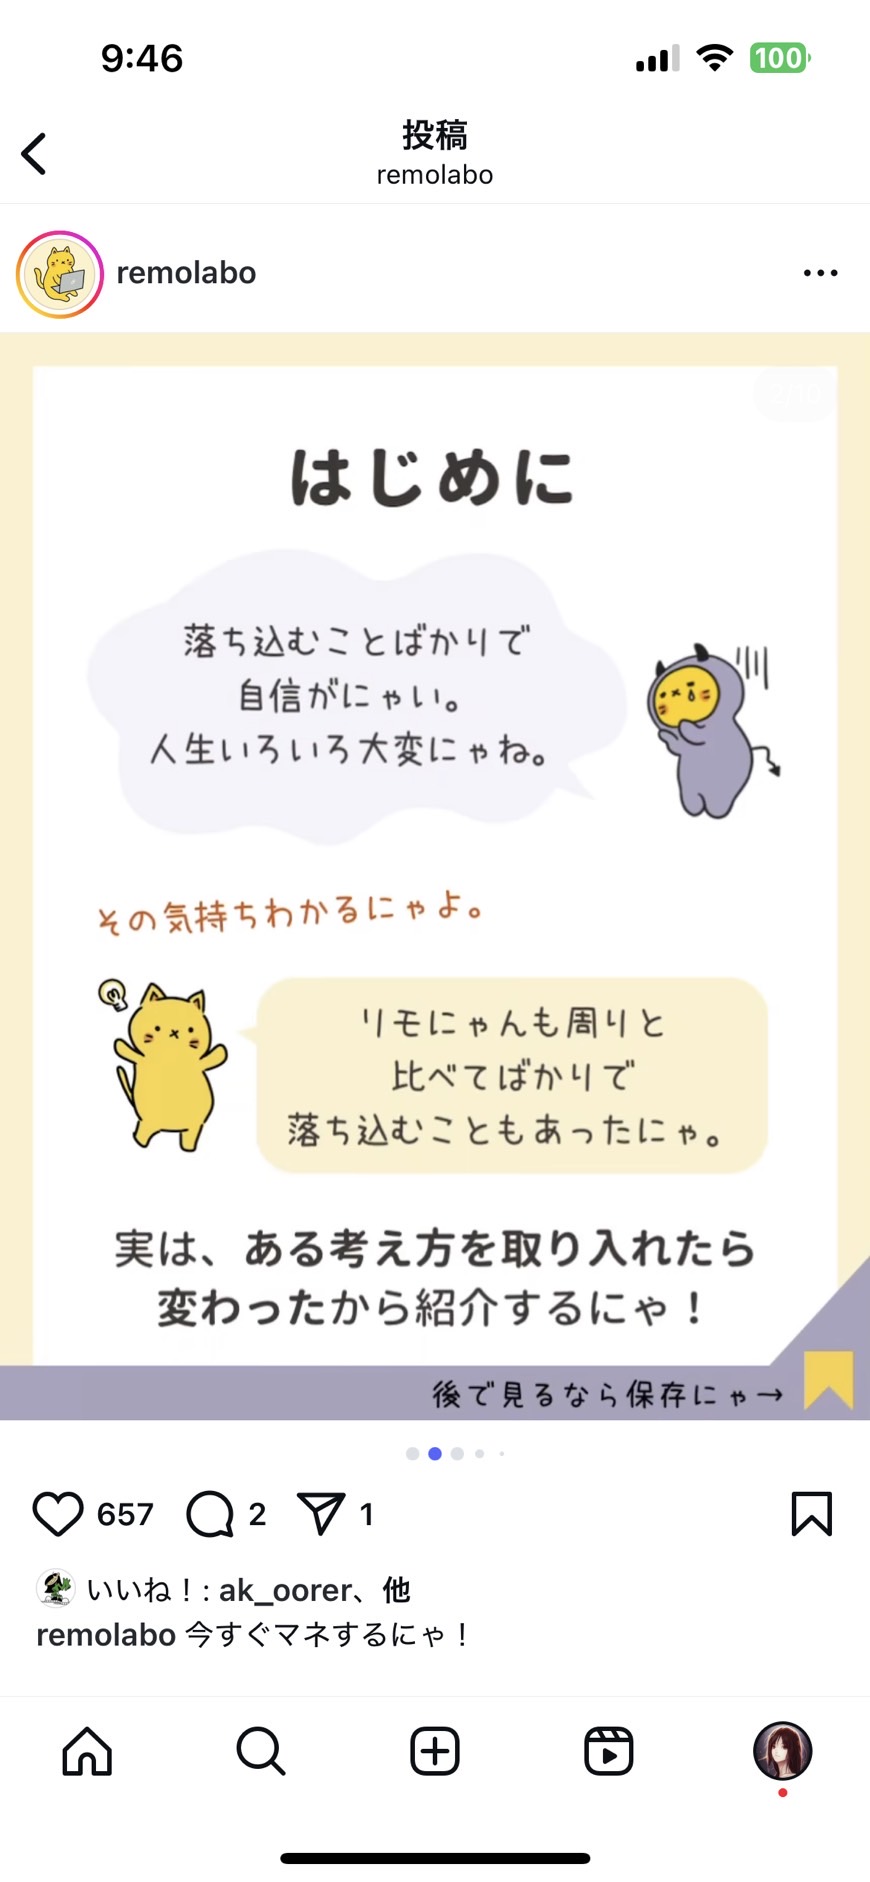 9:46
100
投稿
remolabo
remolabo
2/10
はじめに
落ち込むことばかりで
自信がにゃい。
人生いろいろ大変にゃね。
その気持ちわかるにゃよ。
リモにゃんも周りと
比べてばかりで
落ち込むこともあったにゃ。
実は、ある考え方を取り入れたら
変わったから紹介するにゃ！
後で見るなら保存にゃ→
657 2 1
いいね！: ak_oorer、他
remolabo 今すぐマネするにゃ！